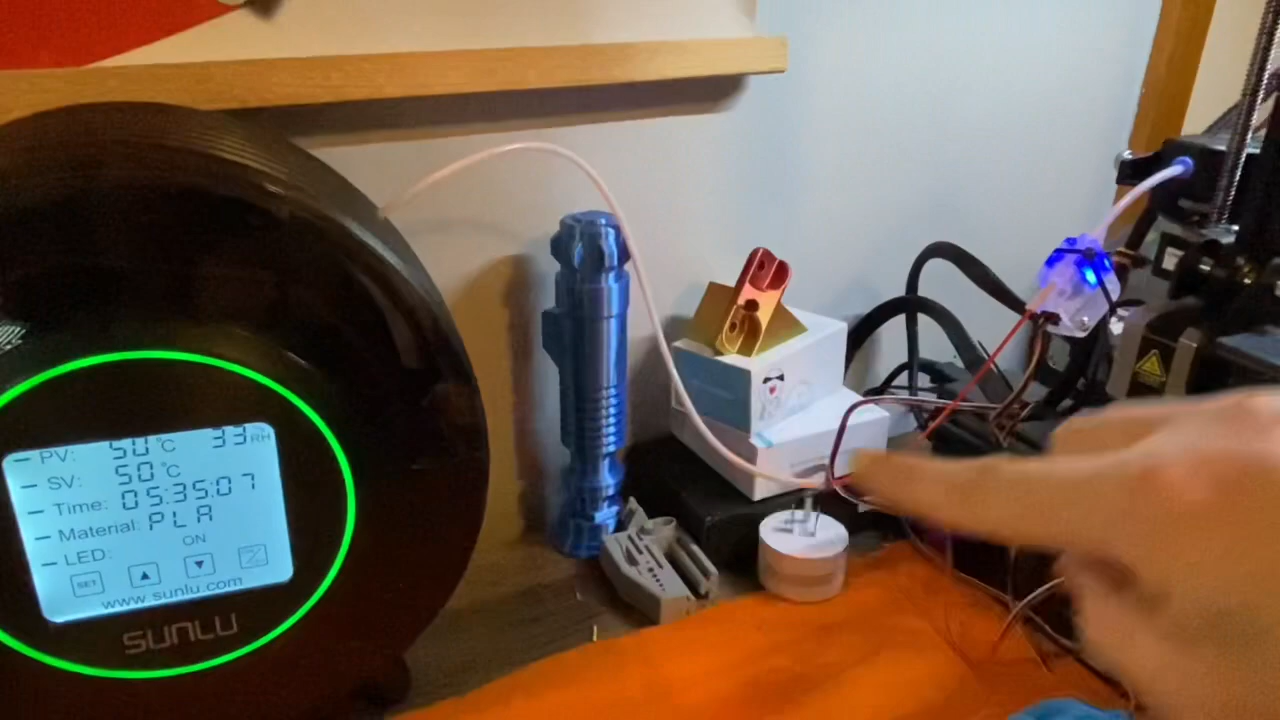 PV: 50°C 33RH
SV: 50°C
Time: 05:35:07
Material: PLA
LED: ON
SET
www.sunlu.com
SUNLU